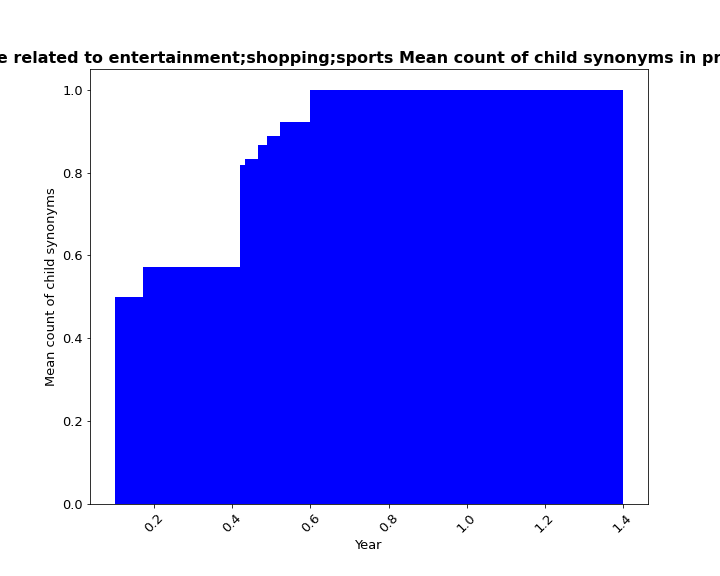 related to entertainment;shopping;sports Mean count of child synonyms in
1.0
0.8
0.6
0.4
0.2
0.0
Mean count of child synonyms
0.2 0.4 0.6 0.8 1.0 1.2 1.4
Year